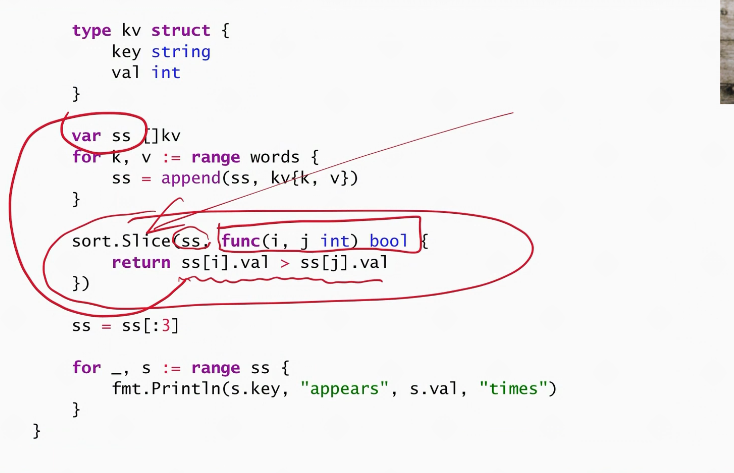 type kv struct {
key string
val int
}
var ss []kv
for k, v := range words {
ss = append(ss, kv{k, v})
}
sort.Slice(ss, func(i, j int) bool {
return ss[i].val > ss[j].val
})
ss = ss[:3]
for _, s := range ss {
fmt.Println(s.key, "appears", s.val, "times")
}
}